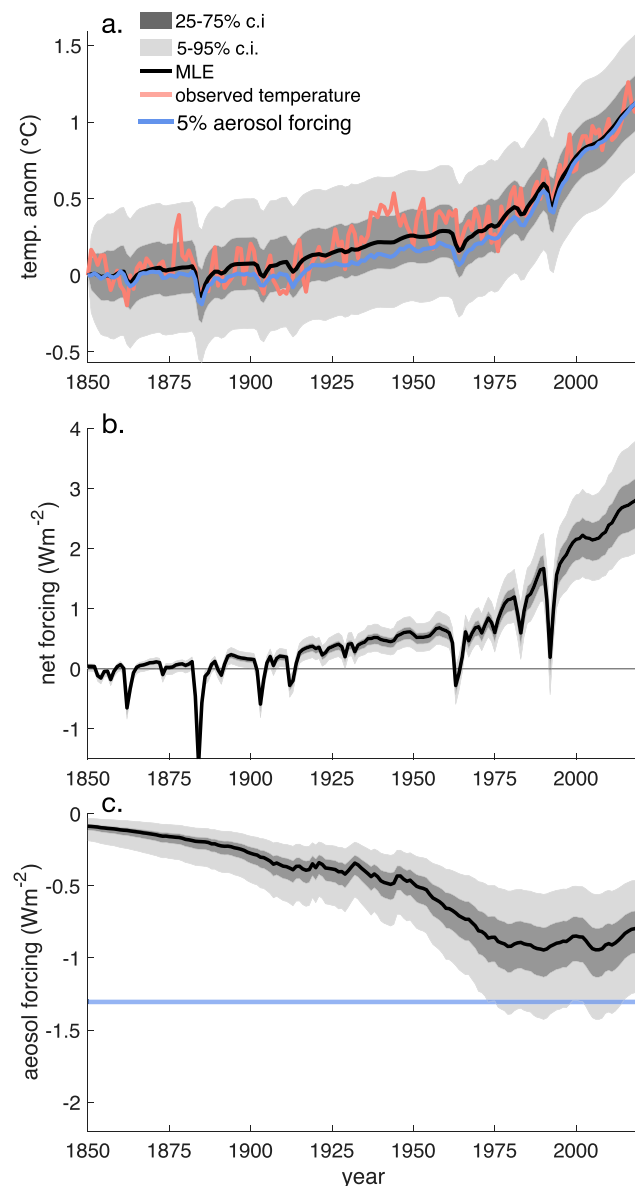 a.
25-75% c.i
5-95% c.i.
MLE
observed temperature
5% aerosol forcing
temp. anom (°C)
1.5
1
0.5
0
-0.5
1850 1875 1900 1925 1950 1975 2000
b.
net forcing (Wm-2)
4
3
2
1
0
-1
1850 1875 1900 1925 1950 1975 2000
c.
aeosol forcing (Wm-2)
0
-0.5
-1
-1.5
-2
1850 1875 1900 1925 1950 1975 2000
year